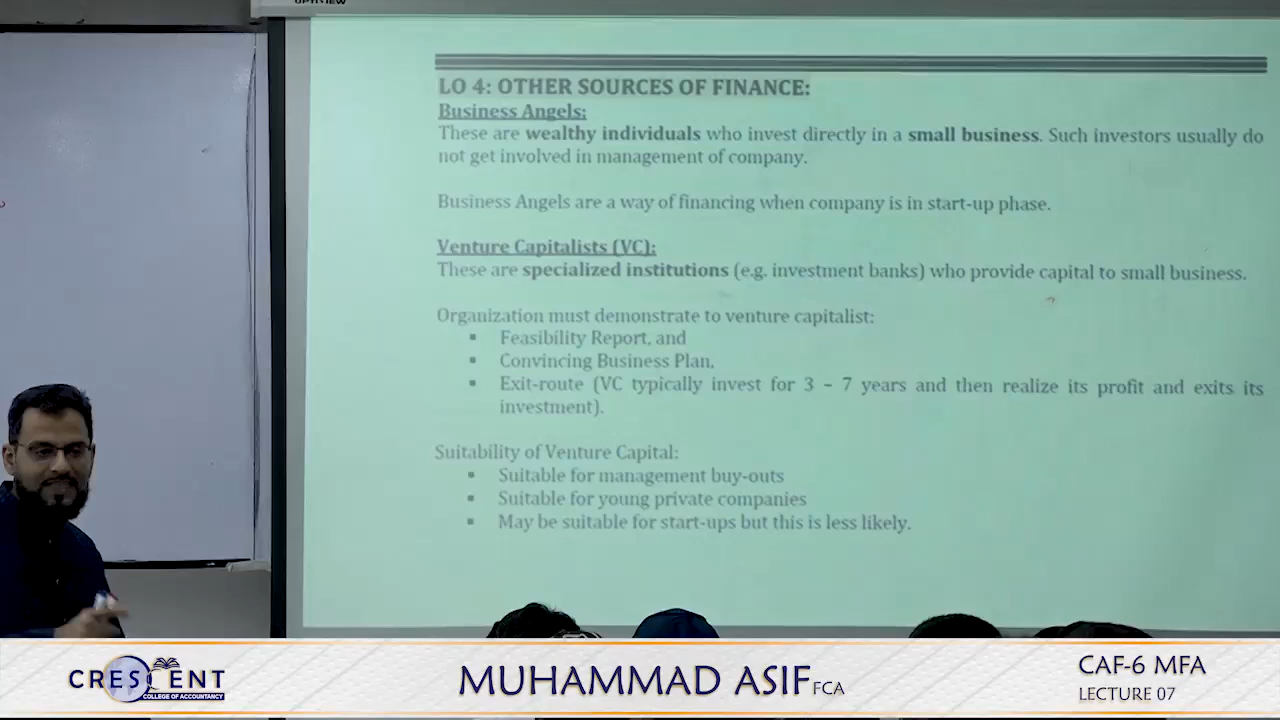 OPTIVIEW
LO 4: OTHER SOURCES OF FINANCE:
Business Angels:
These are wealthy individuals who invest directly in a small business. Such investors usually do
not get involved in management of company.
Business Angels are a way of financing when company is in start-up phase.
Venture Capitalists (VC):
These are specialized institutions (e.g. investment banks) who provide capital to small business.
Organization must demonstrate to venture capitalist:
▪ Feasibility Report, and
▪ Convincing Business Plan,
▪ Exit-route (VC typically invest for 3 – 7 years and then realize its profit and exits its
investment).
Suitability of Venture Capital:
▪ Suitable for management buy-outs
▪ Suitable for young private companies
▪ May be suitable for start-ups but this is less likely.
CRESCENT
COLLEGE OF ACCOUNTANCY
MUHAMMAD ASIF FCA
CAF-6 MFA
LECTURE 07